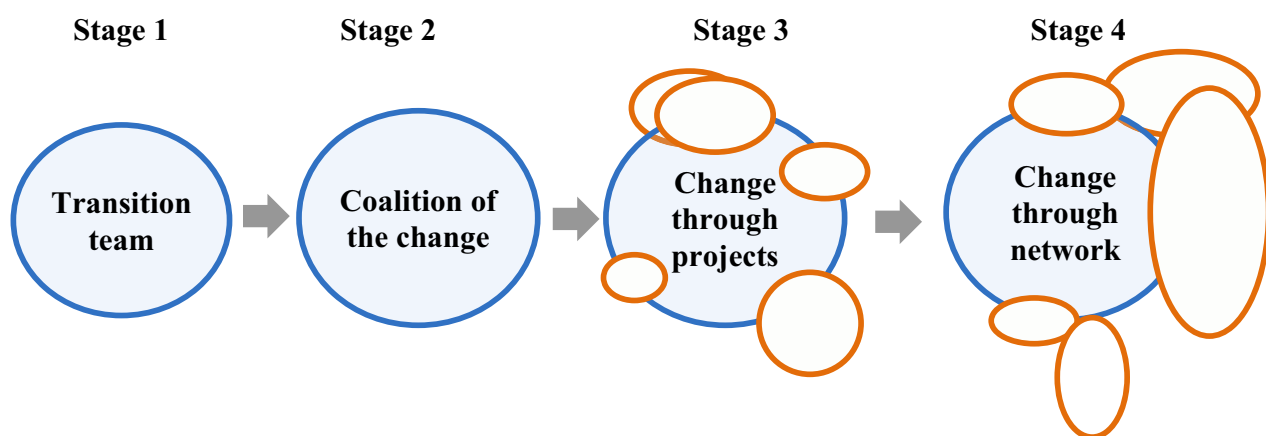 Stage 1
Stage 2
Stage 3
Stage 4
Transition
team
Coalition of
the change
Change
through
projects
Change
through
network